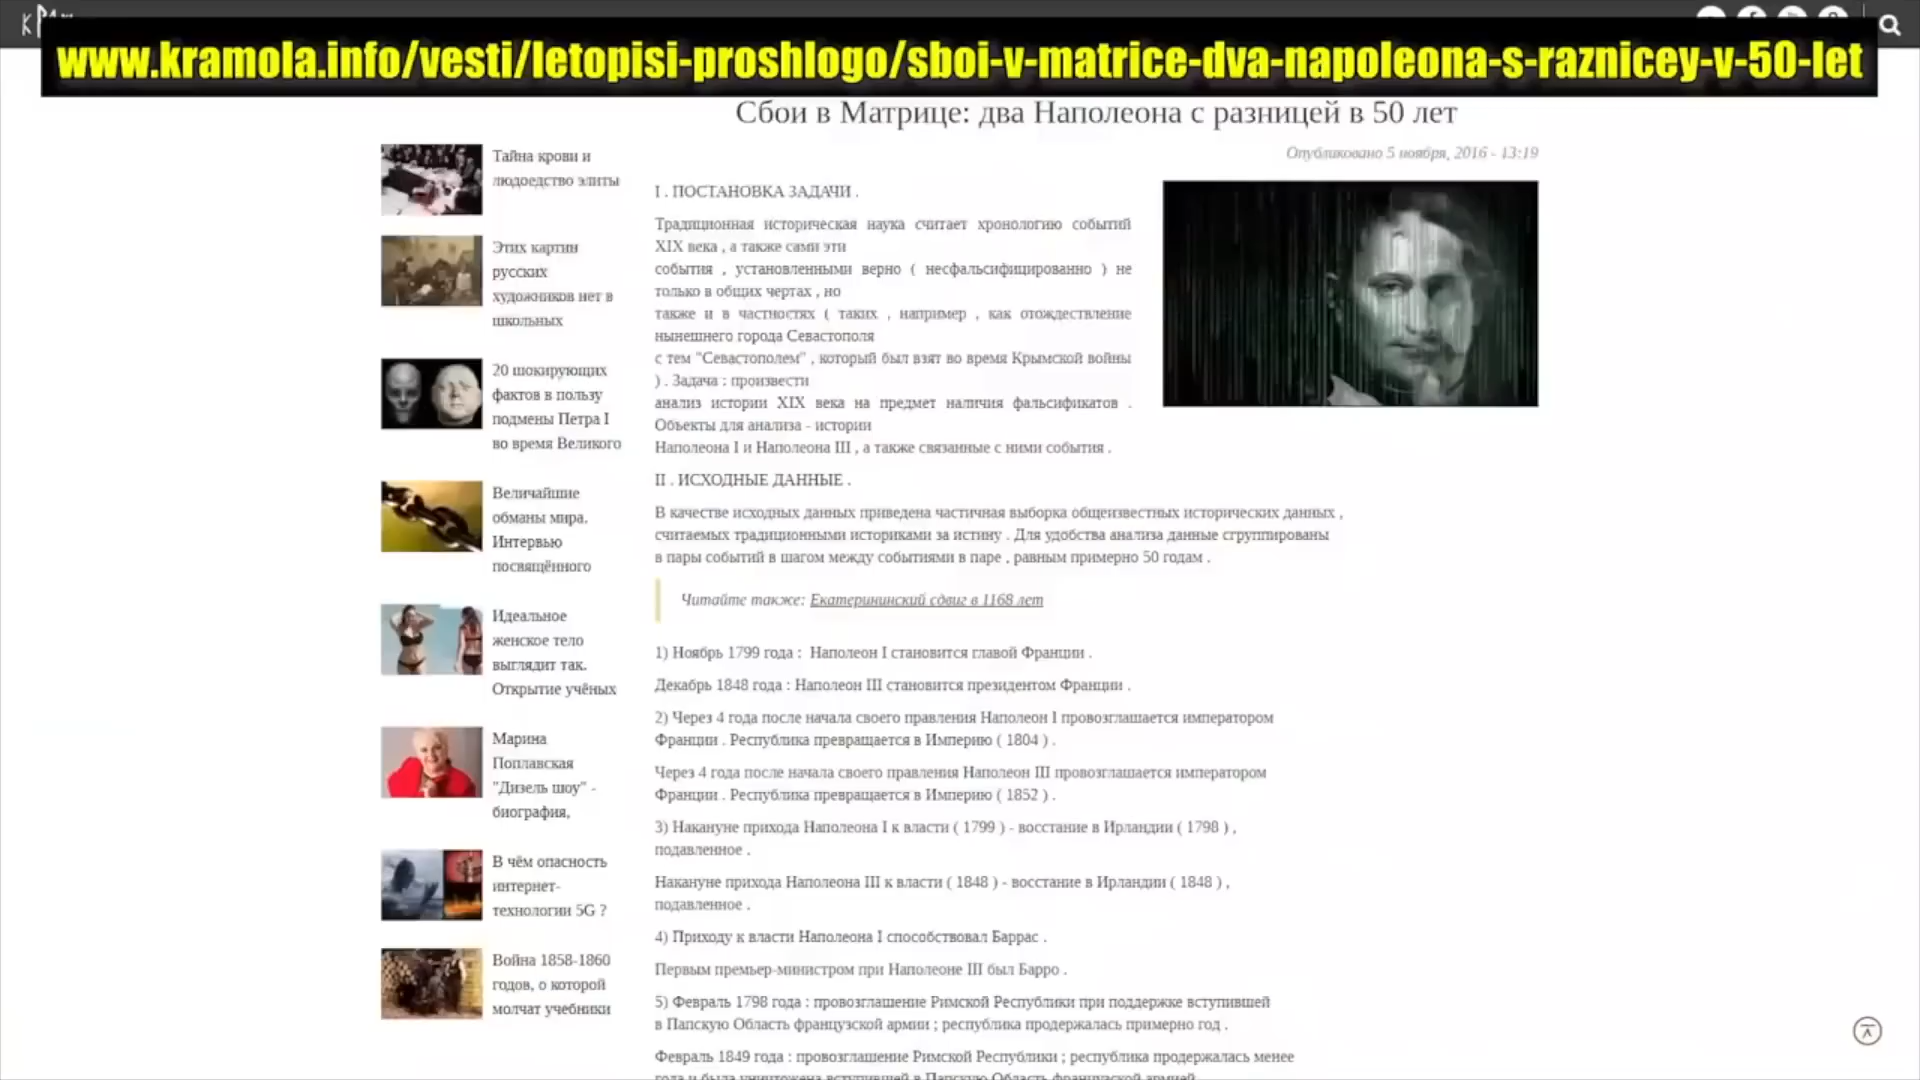 www.kramola.info/vesti/letopisi-proshlogo/sboi-v-matrice-dva-napoleona-s-raznicey-v-50-let
Сбои в Матрице: два Наполеона с разницей в 50 лет
Опубликовано 5 ноября, 2016 - 13:19
Тайна крови и
людоедство элиты
Этих картин
русских
художников нет в
школьных
20 шокирующих
фактов в пользу
подмены Петра I
во время Великого
Величайшие
обманы мира.
Интервью
посвящённого
Идеальное
женское тело
выглядит так.
Открытие учёных
Марина
Поплавская
"Дизель шоу" -
биография,
В чём опасность
интернет-
технологии 5G ?
Война 1858-1860
годов, о которой
молчат учебники
I . ПОСТАНОВКА ЗАДАЧИ .
Традиционная историческая наука считает хронологию событий
XIX века , а также сами эти
события , установленными верно ( несфальсифицированно ) не
только в общих чертах , но
также и в частностях ( таких , например , как отождествление
нынешнего города Севастополя
с тем "Севастополем" , который был взят во время Крымской войны
) . Задача : произвести
анализ истории XIX века на предмет наличия фальсификатов .
Объекты для анализа - истории
Наполеона I и Наполеона III , а также связанные с ними события .
II . ИСХОДНЫЕ ДАННЫЕ .
В качестве исходных данных приведена частичная выборка общеизвестных исторических данных ,
считаемых традиционными историками за истину . Для удобства анализа данные сгруппированы
в пары событий в шагом между событиями в паре , равным примерно 50 годам .
Читайте также: Екатерининский сдвиг в 1168 лет
1) Ноябрь 1799 года : Наполеон I становится главой Франции .
Декабрь 1848 года : Наполеон III становится президентом Франции .
2) Через 4 года после начала своего правления Наполеон I провозглашается императором
Франции . Республика превращается в Империю ( 1804 ) .
Через 4 года после начала своего правления Наполеон III провозглашается императором
Франции . Республика превращается в Империю ( 1852 ) .
3) Накануне прихода Наполеона I к власти ( 1799 ) - восстание в Ирландии ( 1798 ) ,
подавленное .
Накануне прихода Наполеона III к власти ( 1848 ) - восстание в Ирландии ( 1848 ) ,
подавленное .
4) Приходу к власти Наполеона I способствовал Баррас .
Первым премьер-министром при Наполеоне III был Барро .
5) Февраль 1798 года : провозглашение Римской Республики при поддержке вступившей
в Папскую Область французской армии ; республика продержалась примерно год .
Февраль 1849 года : провозглашение Римской Республики ; республика продержалась менее
года и была уничтожена вступившей в Папскую Область французской армией